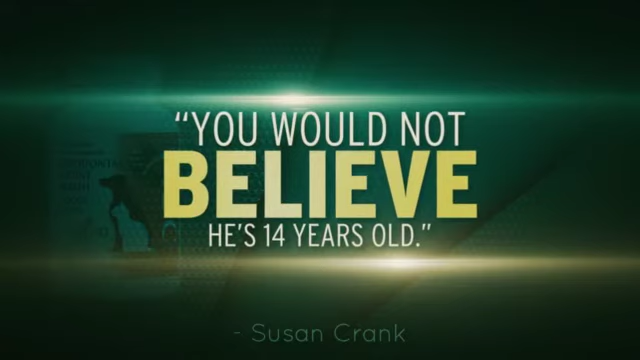 “YOU WOULD NOT
BELIEVE
HE'S 14 YEARS OLD.”
- Susan Crank